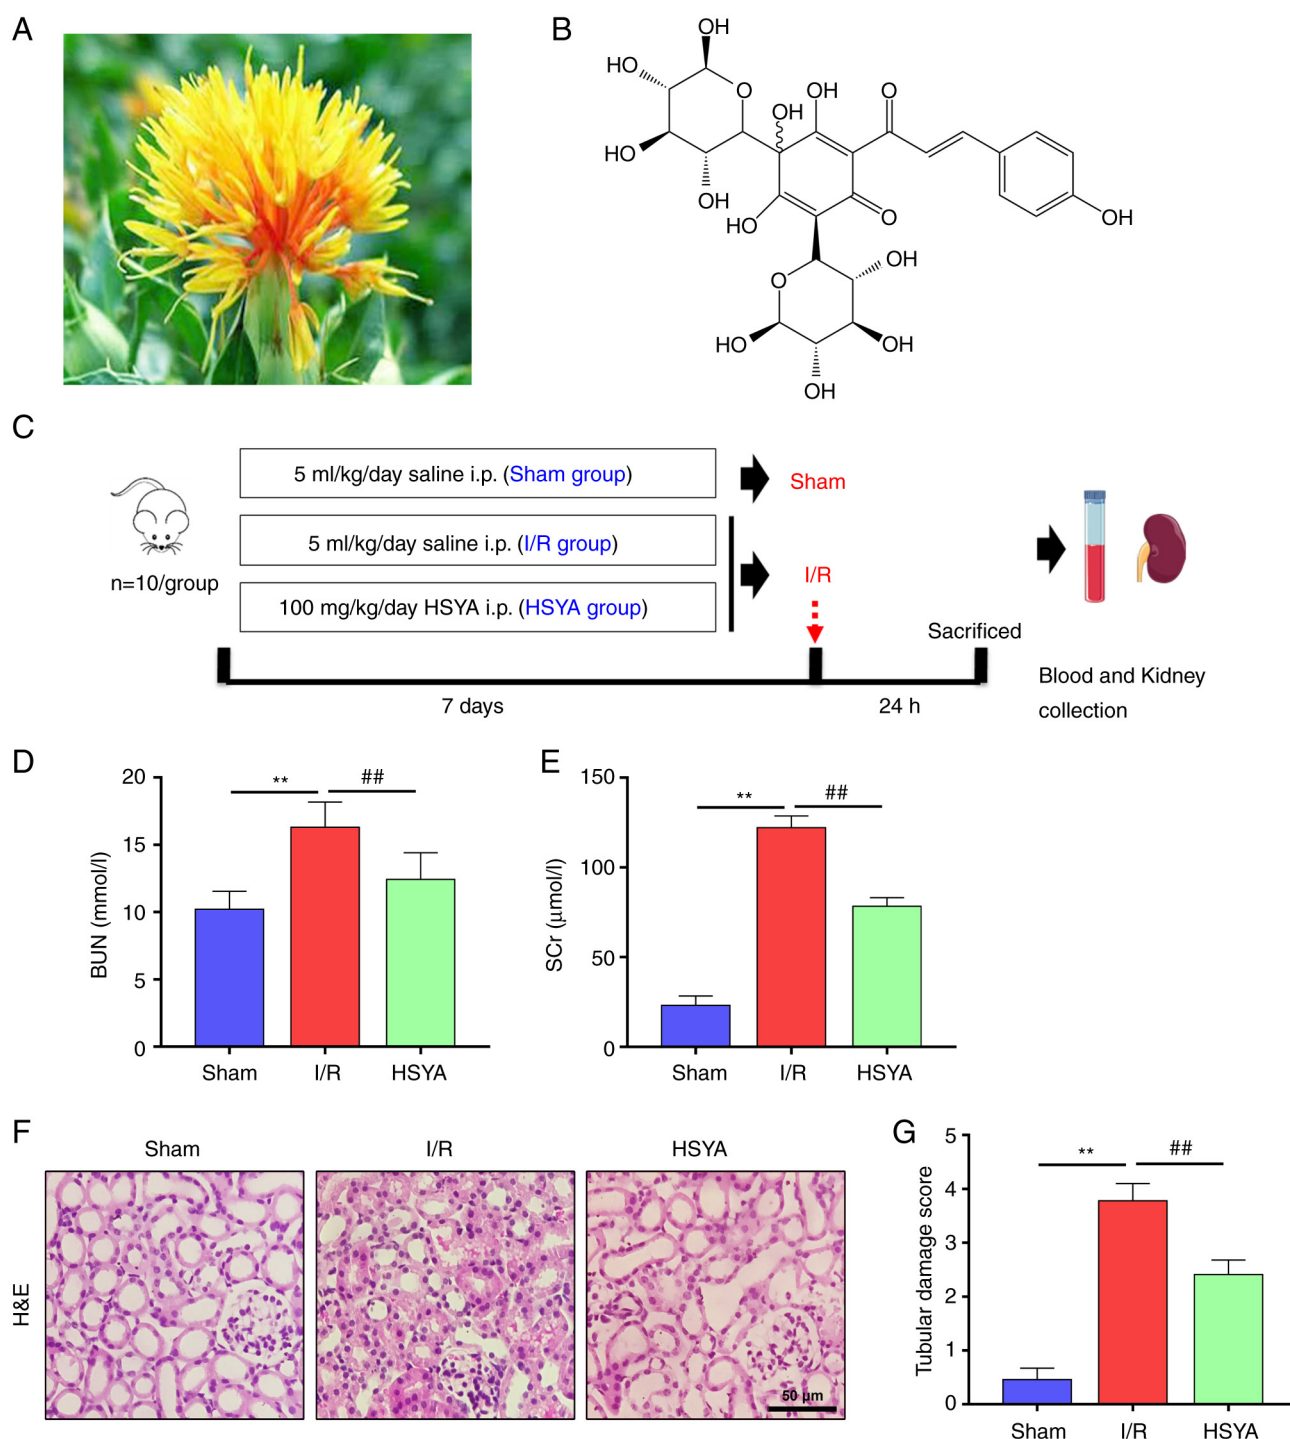 A
B
OH
HO
O
OH
O
OH
HO
OH
HO
O
OH
OH
O
HO
OH
OH
C
5 ml/kg/day saline i.p. (Sham group)
Sham
5 ml/kg/day saline i.p. (I/R group)
n=10/group
I/R
100 mg/kg/day HSYA i.p. (HSYA group)
Sacrificed
7 days
24 h
Blood and Kidney
collection
D
20
15
10
5
0
BUN (mmol/l)
**
##
Sham
I/R
HSYA
E
150
100
50
0
SCr (μmol/l)
**
##
Sham
I/R
HSYA
F
Sham
I/R
HSYA
H&E
50 μm
G
5
4
3
2
1
0
Tubular damage score
**
##
Sham
I/R
HSYA